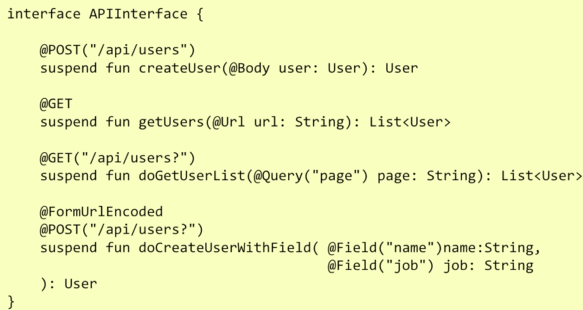 interface APIInterface {
@POST("/api/users")
suspend fun createUser(@Body user: User): User
@GET
suspend fun getUsers(@Url url: String): List<User>
@GET("/api/users?")
suspend fun doGetUserList(@Query("page") page: String): List<User>
@FormUrlEncoded
@POST("/api/users?")
suspend fun doCreateUserWithField( @Field("name")name:String,
@Field("job") job: String
): User
}